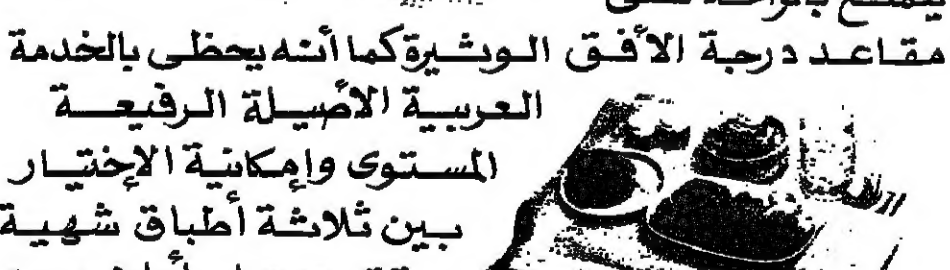 مقاعد درجة الأفق الوثيرة كما أنه يحظى بالخدمة
العربية الأصيلة الرفيعة
المستوى وإمكانية الإختيار
بين ثلاثة أطباق شهية